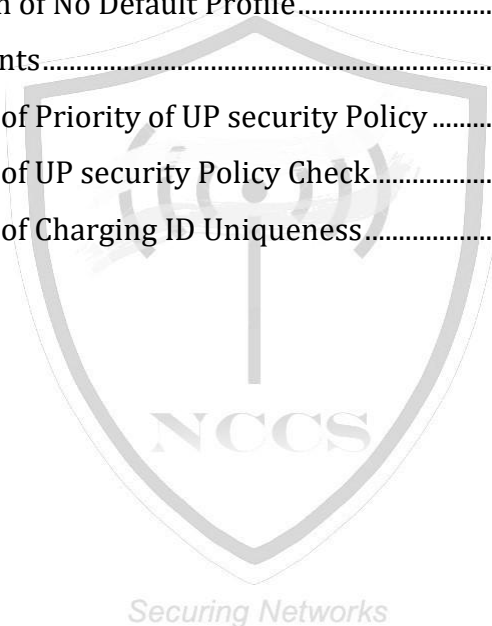 n of No Default Profile..............................
nts....................................................................
of Priority of UP security Policy.........
of UP security Policy Check..................
of Charging ID Uniqueness...................
NCCS
Securing Networks